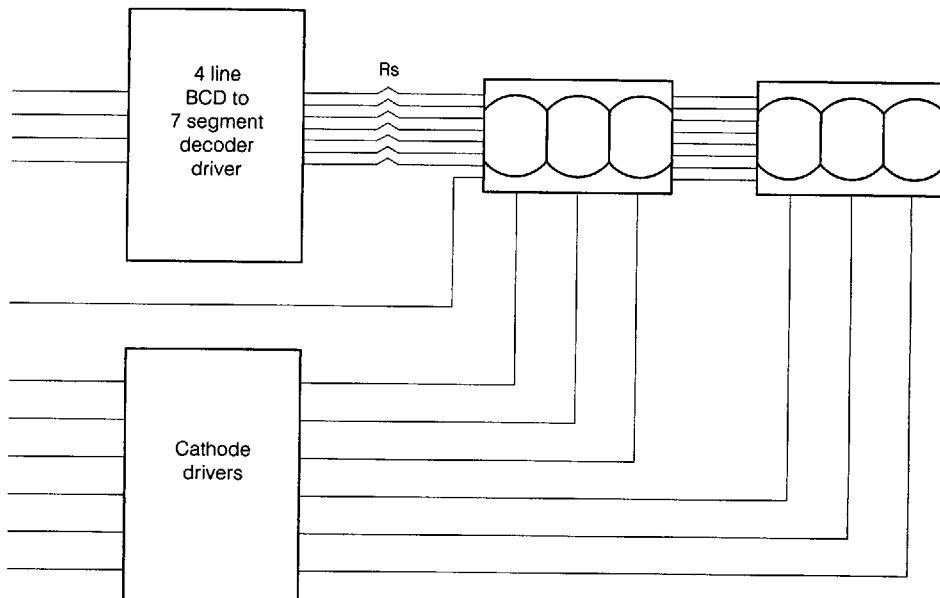 4 line
BCD to
7 segment
decoder
driver
Rs
Cathode
drivers